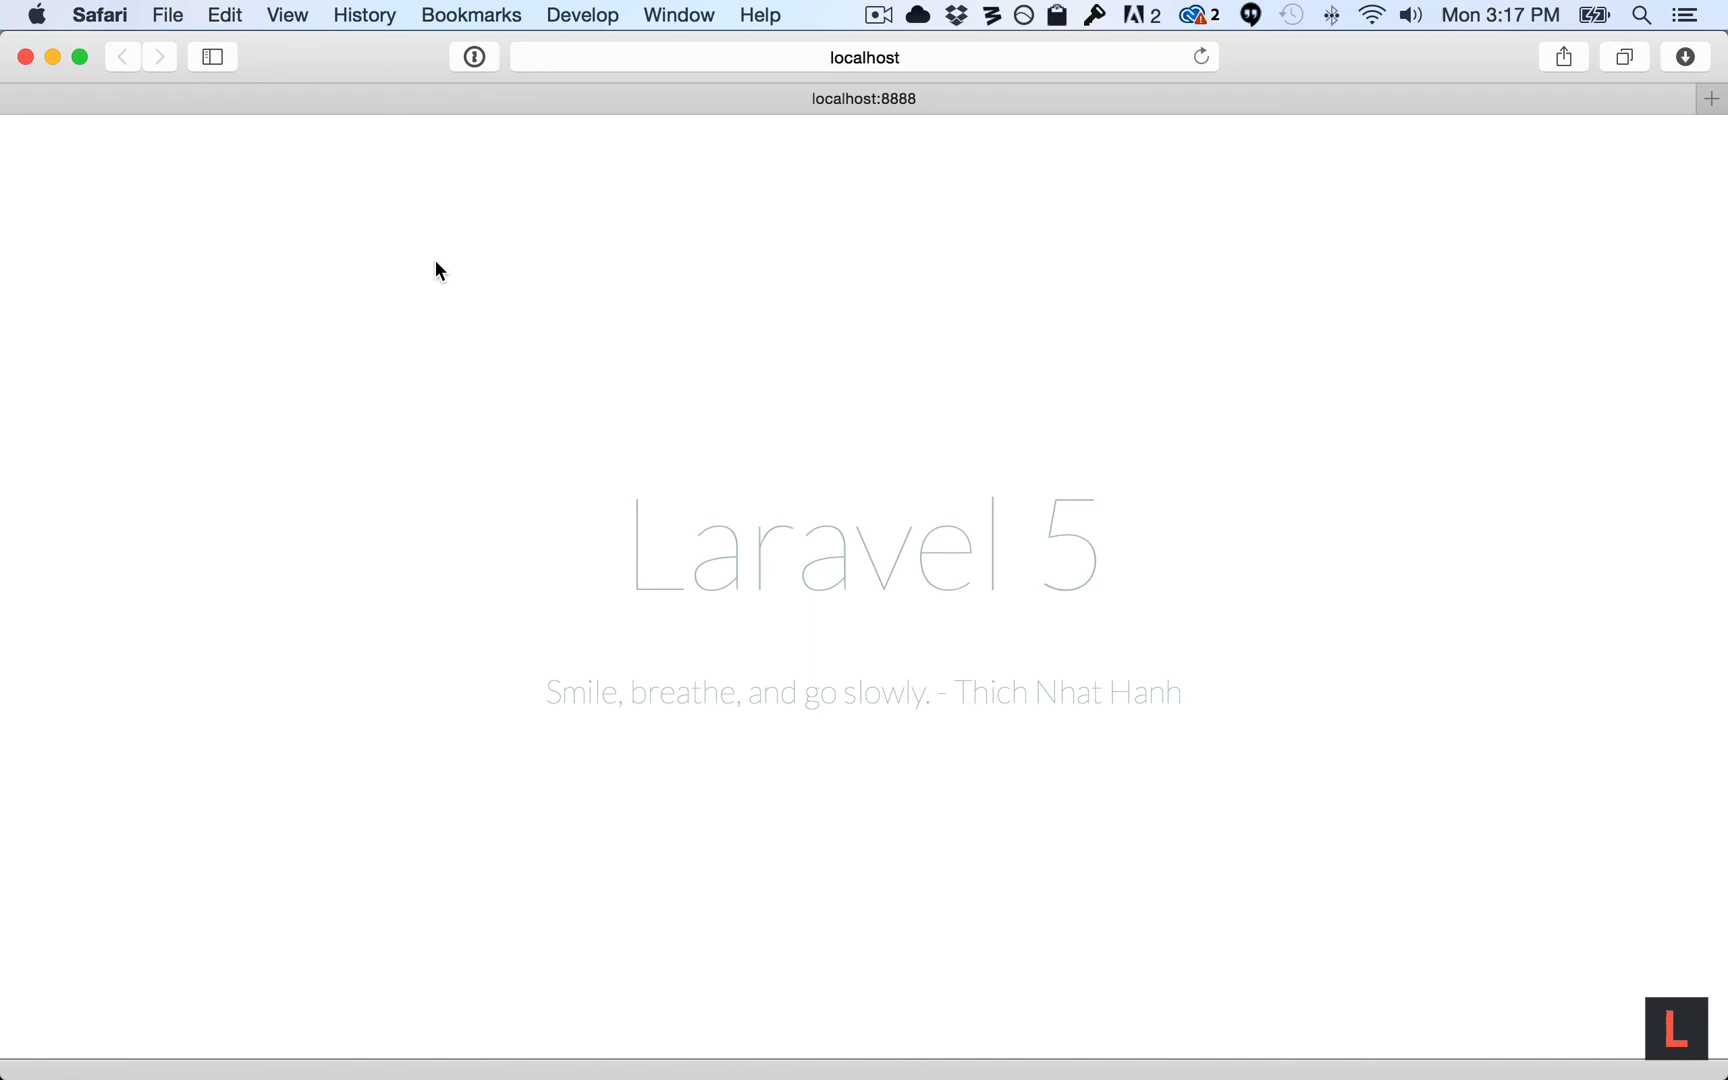 Safari File Edit View History Bookmarks Develop Window Help 2 2 Mon 3:17 PM
localhost
localhost:8888
Laravel 5
Smile, breathe, and go slowly. - Thich Nhat Hanh
L